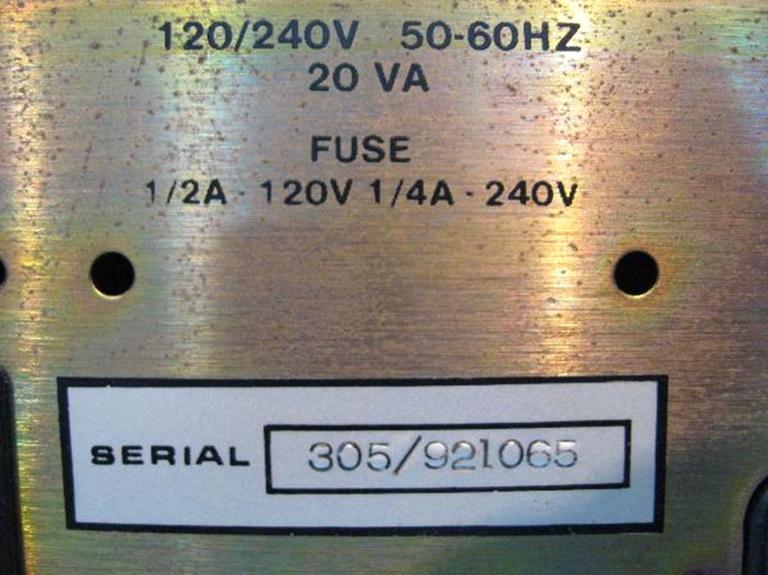 120/240V 50-60HZ
20 VA
FUSE
1/2A - 120V 1/4A - 240V
SERIAL 305/921065